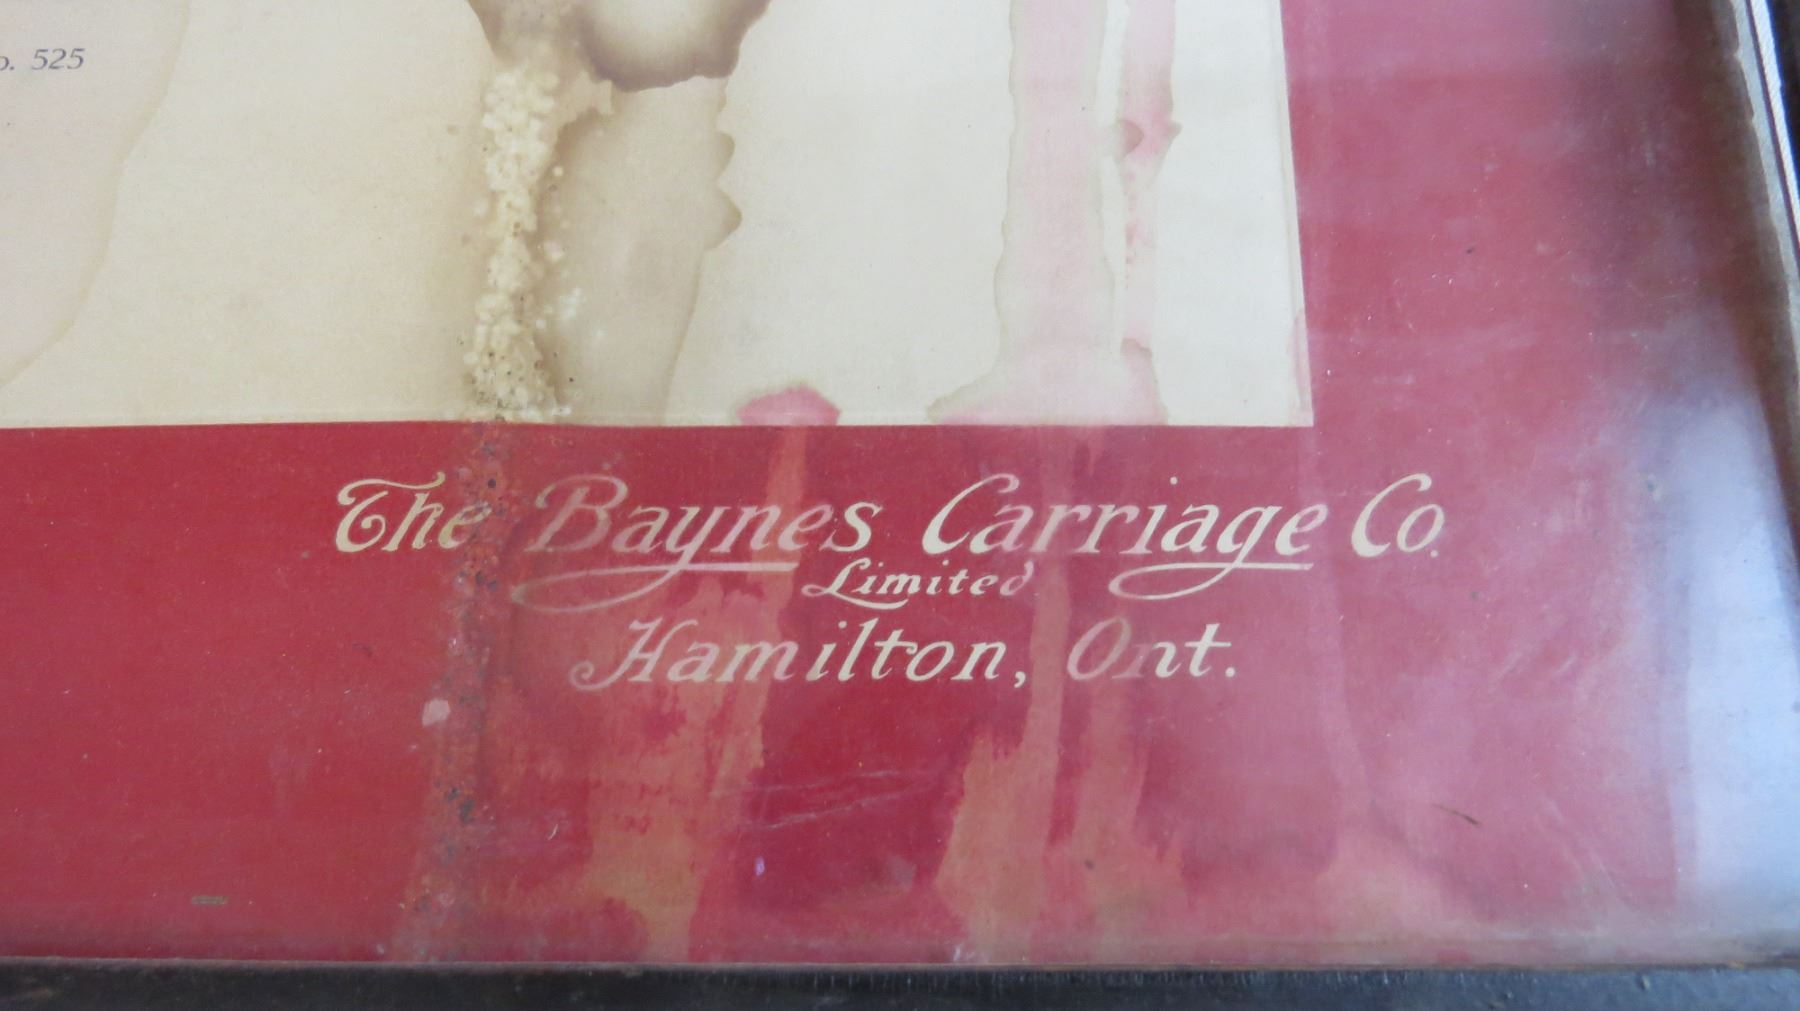 525
The Baynes Carriage Co.
Limited
Hamilton, Ont.